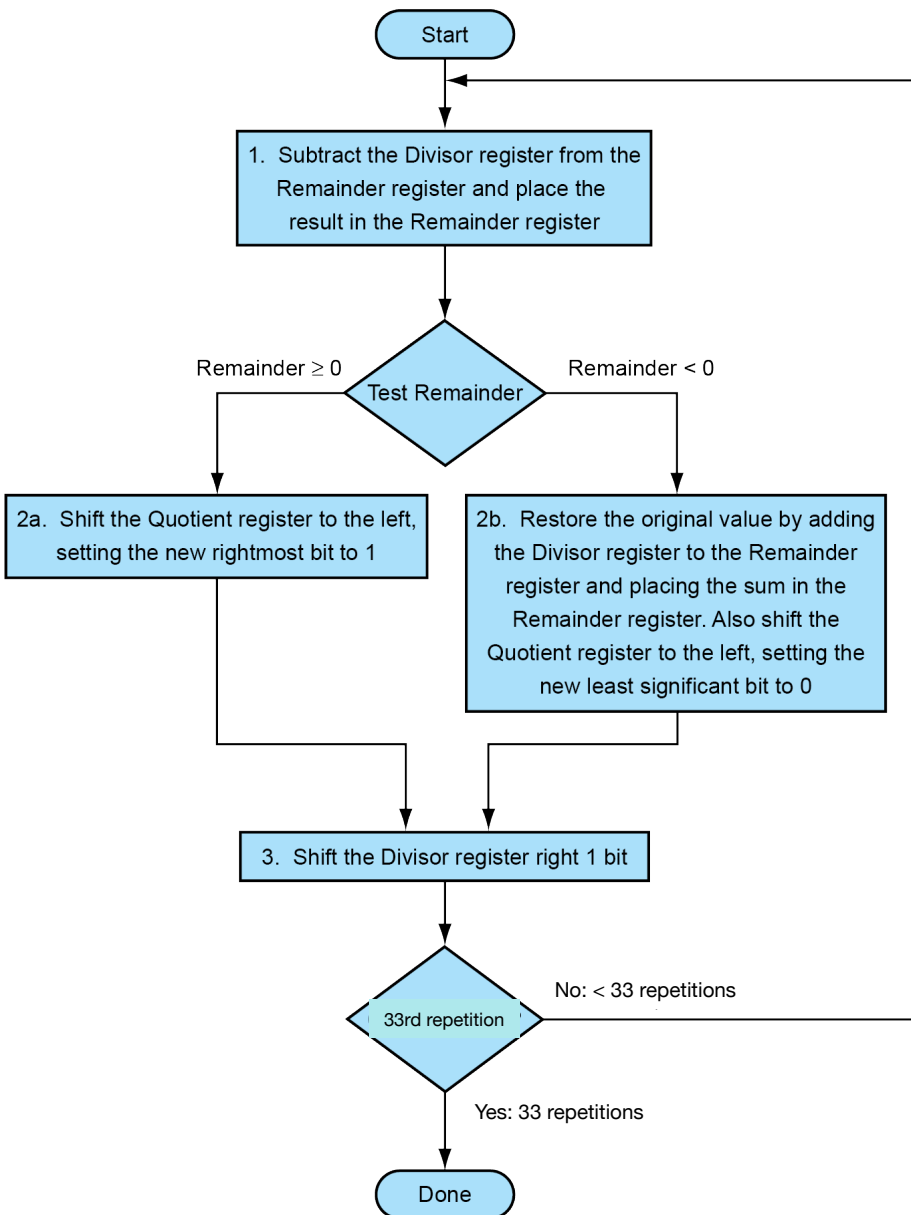 Start
1. Subtract the Divisor register from the
Remainder register and place the
result in the Remainder register
Remainder ≥ 0
Test Remainder
Remainder < 0
2a. Shift the Quotient register to the left,
setting the new rightmost bit to 1
2b. Restore the original value by adding
the Divisor register to the Remainder
register and placing the sum in the
Remainder register. Also shift the
Quotient register to the left, setting the
new least significant bit to 0
3. Shift the Divisor register right 1 bit
33rd repetition
No: < 33 repetitions
Yes: 33 repetitions
Done